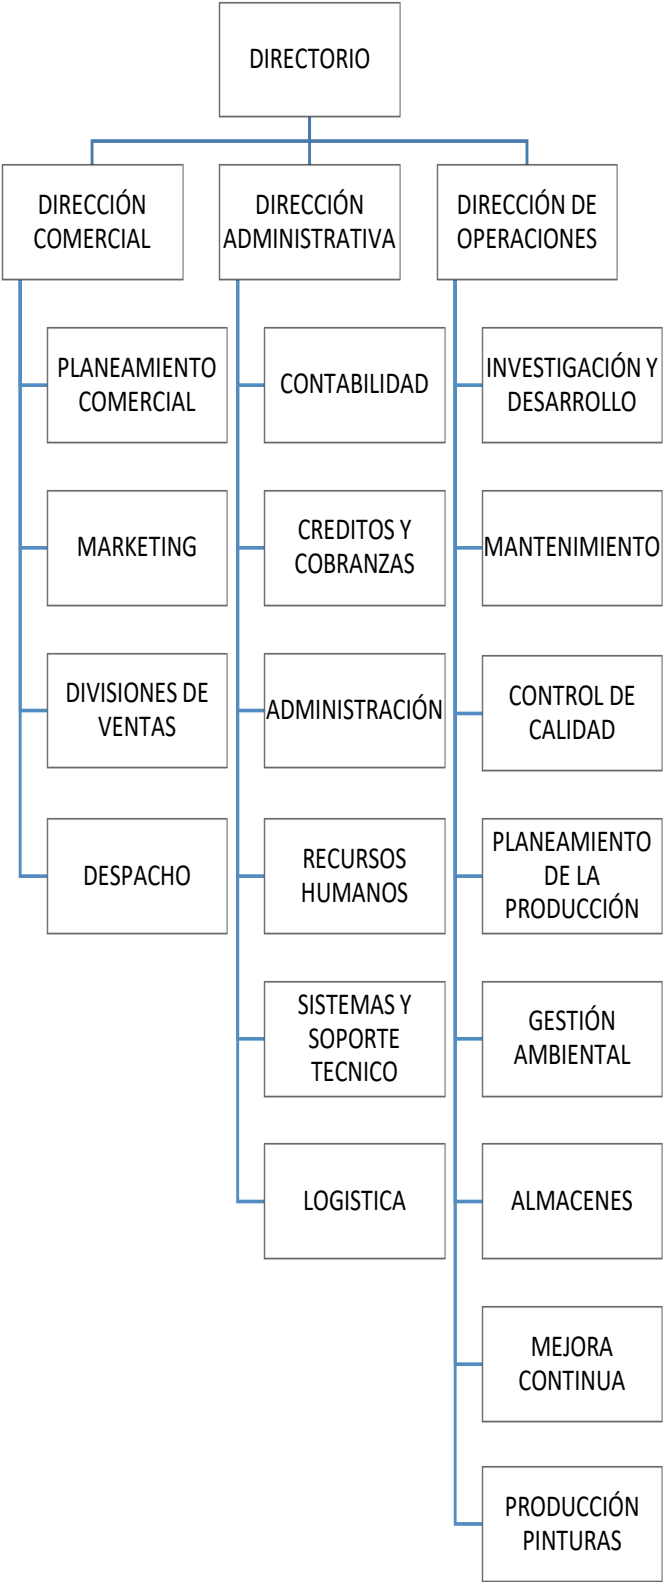 DIRECTORIO
DIRECCIÓN
COMERCIAL
PLANEAMIENTO
COMERCIAL
MARKETING
DIVISIONES DE
VENTAS
DESPACHO
DIRECCIÓN
ADMINISTRATIVA
CONTABILIDAD
CREDITOS Y
COBRANZAS
ADMINISTRACIÓN
RECURSOS
HUMANOS
SISTEMAS Y
SOPORTE
TECNICO
LOGISTICA
DIRECCIÓN DE
OPERACIONES
INVESTIGACIÓN Y
DESARROLLO
MANTENIMIENTO
CONTROL DE
CALIDAD
PLANEAMIENTO
DE LA
PRODUCCIÓN
GESTIÓN
AMBIENTAL
ALMACENES
MEJORA
CONTINUA
PRODUCCIÓN
PINTURAS